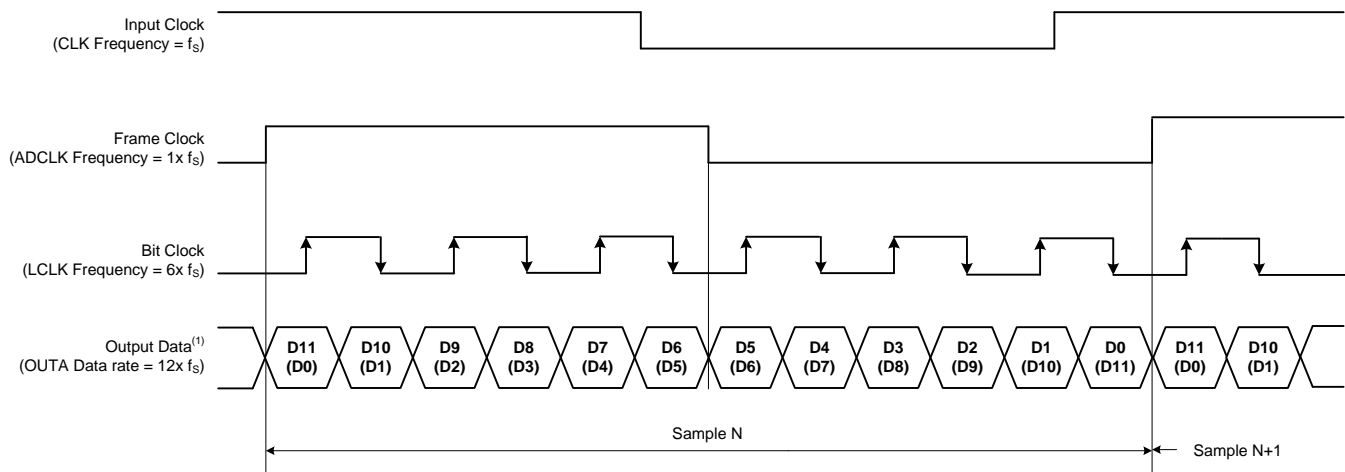 Input Clock
(CLK Frequency = fS)
Frame Clock
(ADCLK Frequency = 1x fS)
Bit Clock
(LCLK Frequency = 6x fS)
Output Data(1)
(OUTA Data rate = 12x fS)
D11 D10 D9 D8 D7 D6 D5 D4 D3 D2 D1 D0 D11 D10
(D0) (D1) (D2) (D3) (D4) (D5) (D6) (D7) (D8) (D9) (D10) (D11) (D0) (D1)
Sample N
Sample N+1